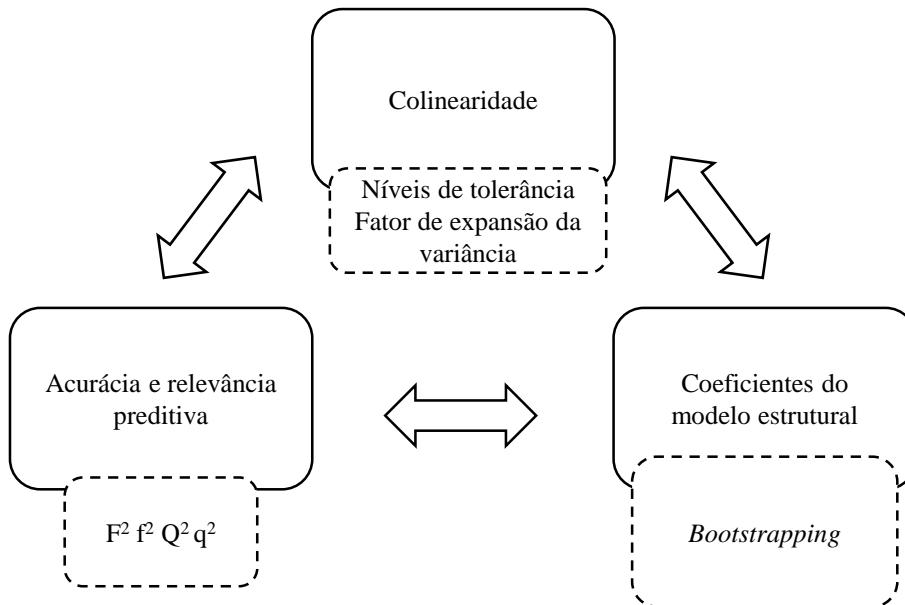 Colinearidade
Níveis de tolerância
Fator de expansão da
variância
Acurácia e relevância
preditiva
F² f² Q² q²
Coeficientes do
modelo estrutural
Bootstrapping